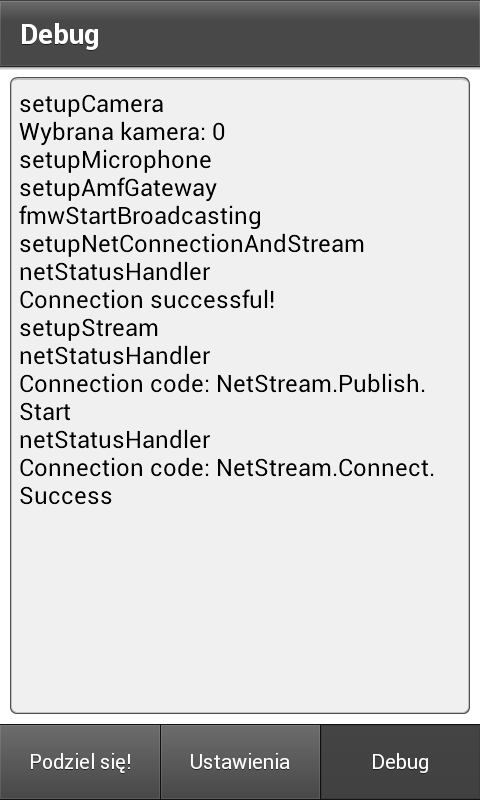 Debug
setupCamera
Wybrana kamera: 0
setupMicrophone
setupAmfGateway
fmwStartBroadcasting
setupNetConnectionAndStream
netStatusHandler
Connection successful!
setupStream
netStatusHandler
Connection code: NetStream.Publish.
Start
netStatusHandler
Connection code: NetStream.Connect.
Success
Podziel się!
Ustawienia
Debug